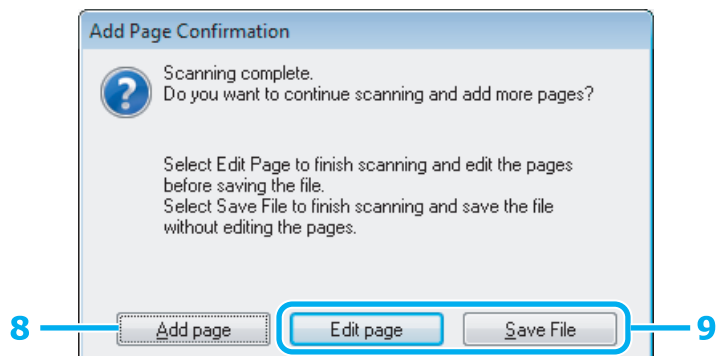 Add Page Confirmation
Scanning complete.
Do you want to continue scanning and add more pages?
Select Edit Page to finish scanning and edit the pages
before saving the file.
Select Save File to finish scanning and save the file
without editing the pages.
8 Add page Edit page Save File 9